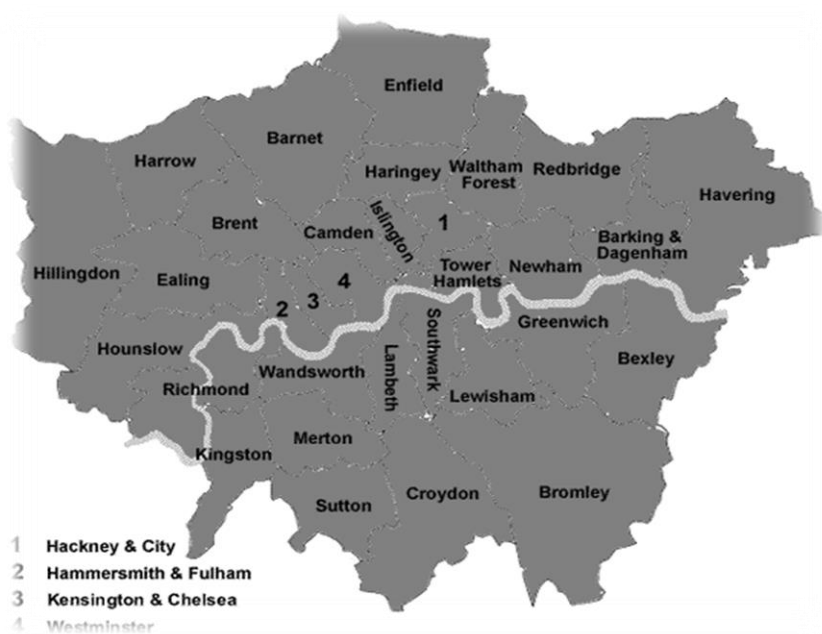 Enfield
Barnet
Harrow
Haringey
Waltham
Forest
Redbridge
Havering
Brent
Camden
Islington
1
Barking &
Dagenham
Hillingdon
Ealing
4
Tower
Hamlets
Newham
2
3
Greenwich
Hounslow
Richmond
Wandsworth
Lambeth
Southwark
Lewisham
Bexley
Kingston
Merton
Sutton
Croydon
Bromley
1 Hackney & City
2 Hammersmith & Fulham
3 Kensington & Chelsea
4 Westminster